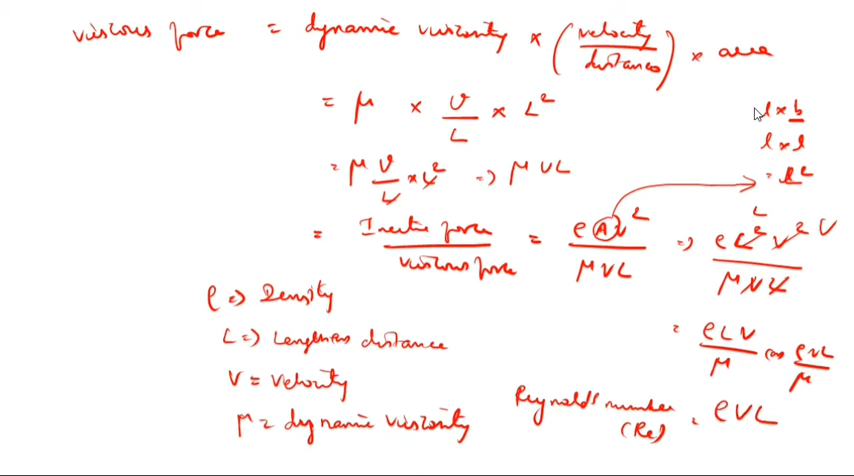 viscous force = dynamic viscosity × (velocity/distance) × area
= μ × v/L × L²
l × b
l × l
= l²
= μ v/L × L² => μVL
= Inertia force/viscous force = ρAv²/μVL => ρL²v²/μVL
L V
= ρLV/μ or ρVL/μ
ρ => Density
L => Length or distance
V = velocity
μ = dynamic viscosity
Reynolds' number (Re) = ρVL